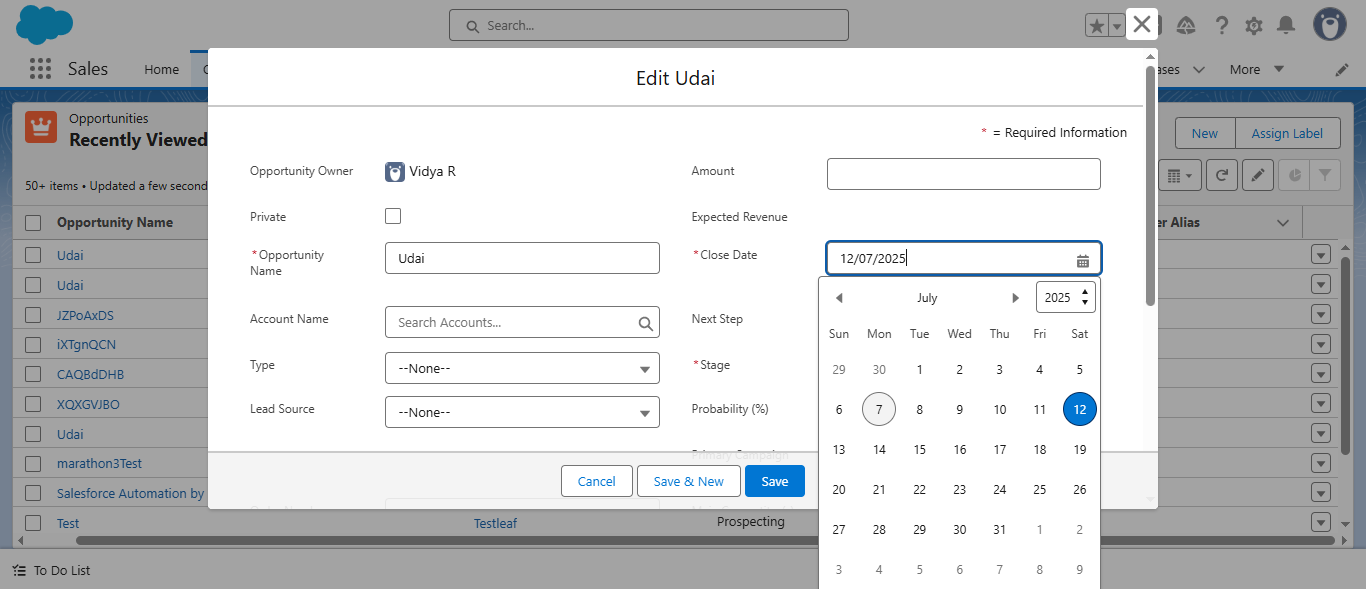 Search...
Sales
Home
More
Opportunities
Recently Viewed
New
Assign Label
50+ items • Updated a few second
Opportunity Name
er Alias
Udai
Udai
JZPoAxDS
iXTgnQCN
CAQBdDHB
XQXGVJBO
Udai
marathon3Test
Salesforce Automation by
Test
Testleaf
Prospecting
To Do List
Edit Udai
* = Required Information
Opportunity Owner
Vidya R
Amount
Private
Expected Revenue
*Opportunity
Name
Udai
*Close Date
12/07/2025
Account Name
Search Accounts...
Next Step
Type
--None--
*Stage
Lead Source
--None--
Probability (%)
Primary Campaign
Cancel
Save & New
Save
July
2025
Sun Mon Tue Wed Thu Fri Sat
29 30 1 2 3 4 5
6 7 8 9 10 11 12
13 14 15 16 17 18 19
20 21 22 23 24 25 26
27 28 29 30 31 1 2
3 4 5 6 7 8 9